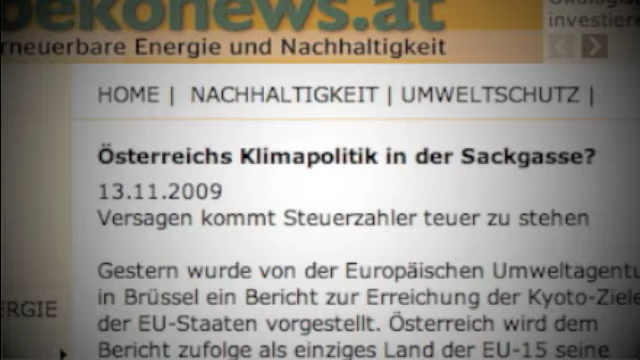 oekonews.at
erneuerbare Energie und Nachhaltigkeit
investier
HOME | NACHHALTIGKEIT | UMWELTSCHUTZ |
Österreichs Klimapolitik in der Sackgasse?
13.11.2009
Versagen kommt Steuerzahler teuer zu stehen
Gestern wurde von der Europäischen Umweltagentu
in Brüssel ein Bericht zur Erreichung der Kyoto-Ziele
ERGIE
der EU-Staaten vorgestellt. Österreich wird dem
Bericht zufolge als einziges Land der EU-15 seine